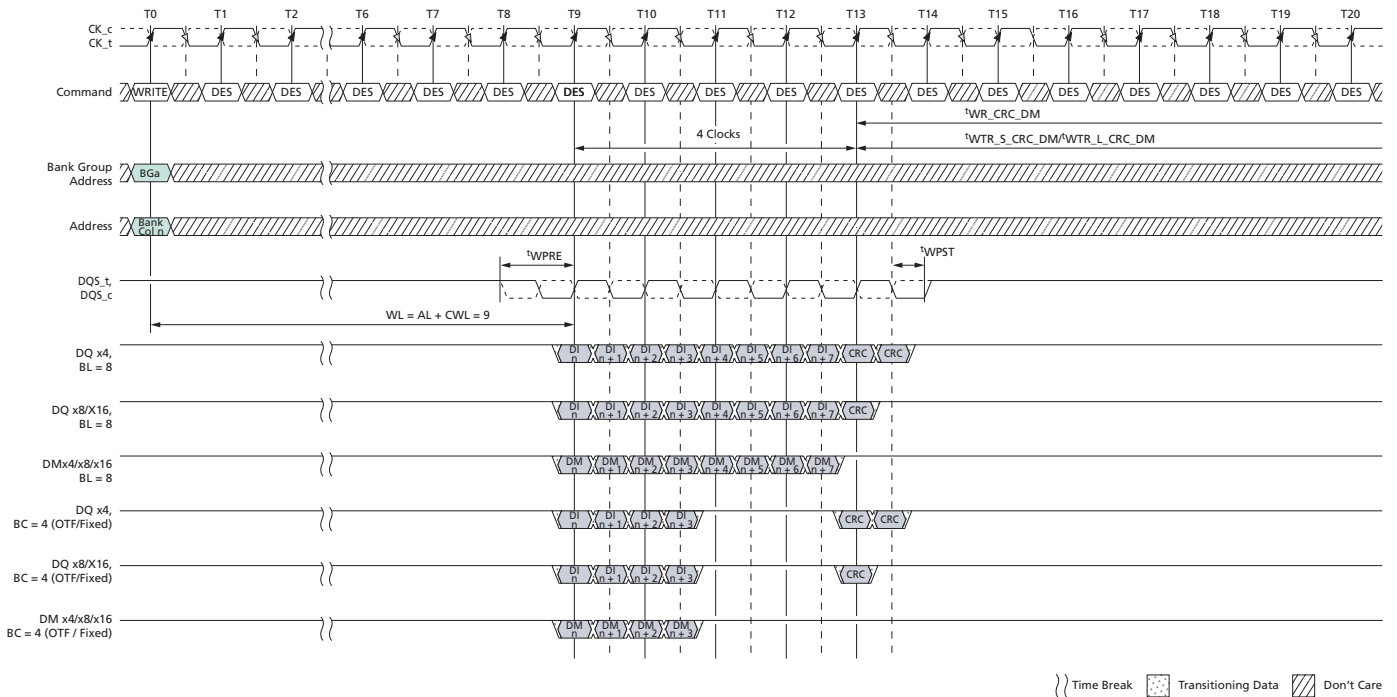 T0 T1 T2 T6 T7 T8 T9 T10 T11 T12 T13 T14 T15 T16 T17 T18 T19 T20
CK_c
CK_t
Command WRITE DES DES DES DES DES DES DES DES DES DES DES DES DES DES DES DES DES
tWR_CRC_DM
4 Clocks
tWTR_S_CRC_DM/tWTR_L_CRC_DM
Bank Group
Address
BGa
Address
Bank
Col n
tWPRE
tWPST
DQS_t,
DQS_c
WL = AL + CWL = 9
DQ x4,
BL = 8
DI n DI n + 1 DI n + 2 DI n + 3 DI n + 4 DI n + 5 DI n + 6 DI n + 7 CRC CRC
DQ x8/X16,
BL = 8
DI n DI n + 1 DI n + 2 DI n + 3 DI n + 4 DI n + 5 DI n + 6 DI n + 7 CRC
DMx4/x8/x16
BL = 8
DM n DM n + 1 DM n + 2 DM n + 3 DM n + 4 DM n + 5 DM n + 6 DM n + 7
DQ x4,
BC = 4 (OTF/Fixed)
DI n DI n + 1 DI n + 2 DI n + 3 CRC CRC
DQ x8/X16,
BC = 4 (OTF/Fixed)
DI n DI n + 1 DI n + 2 DI n + 3 CRC
DM x4/x8/x16
BC = 4 (OTF / Fixed)
DM n DM n + 1 DM n + 2 DM n + 3
Time Break Transitioning Data Don't Care